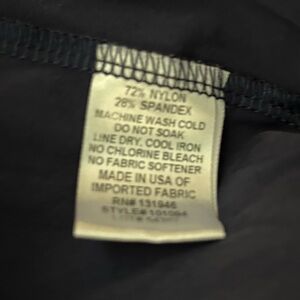 72% NYLON
28% SPANDEX
MACHINE WASH COLD
DO NOT SOAK
LINE DRY, COOL IRON
NO CHLORINE BLEACH
NO FABRIC SOFTENER
MADE IN USA OF
IMPORTED FABRIC
RN# 131946
STYLE#